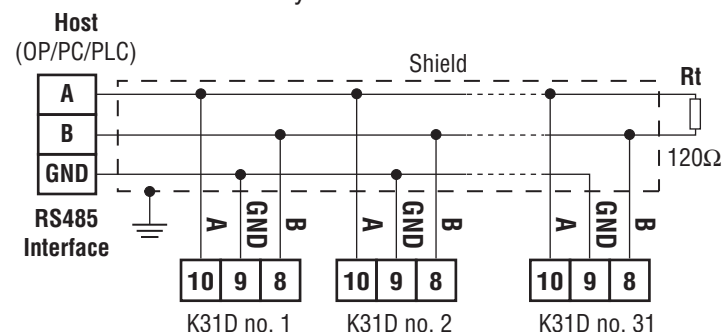 Host
(OP/PC/PLC)
Shield
Rt
A
B
GND
120Ω
RS485
Interface
A GND B
A GND B
A GND B
10 9 8
10 9 8
10 9 8
K31D no. 1
K31D no. 2
K31D no. 31